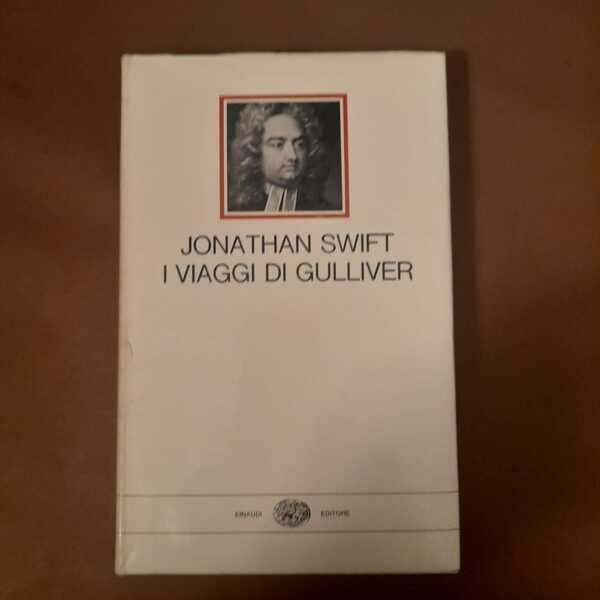 JONATHAN SWIFT
I VIAGGI DI GULLIVER
EINAUDI EDITORE